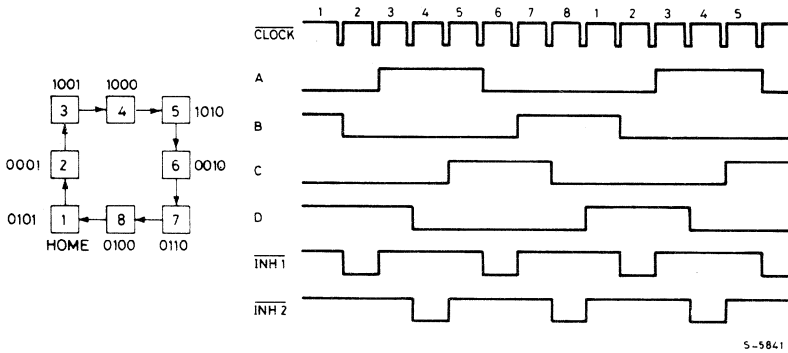 1 2 3 4 5 6 7 8 1 2 3 4 5
CLOCK
A
B
C
D
INH 1
INH 2
1001 1000
3 4 5 1010
0001 2 6 0010
0101 1 8 7
HOME 0100 0110
S-5841